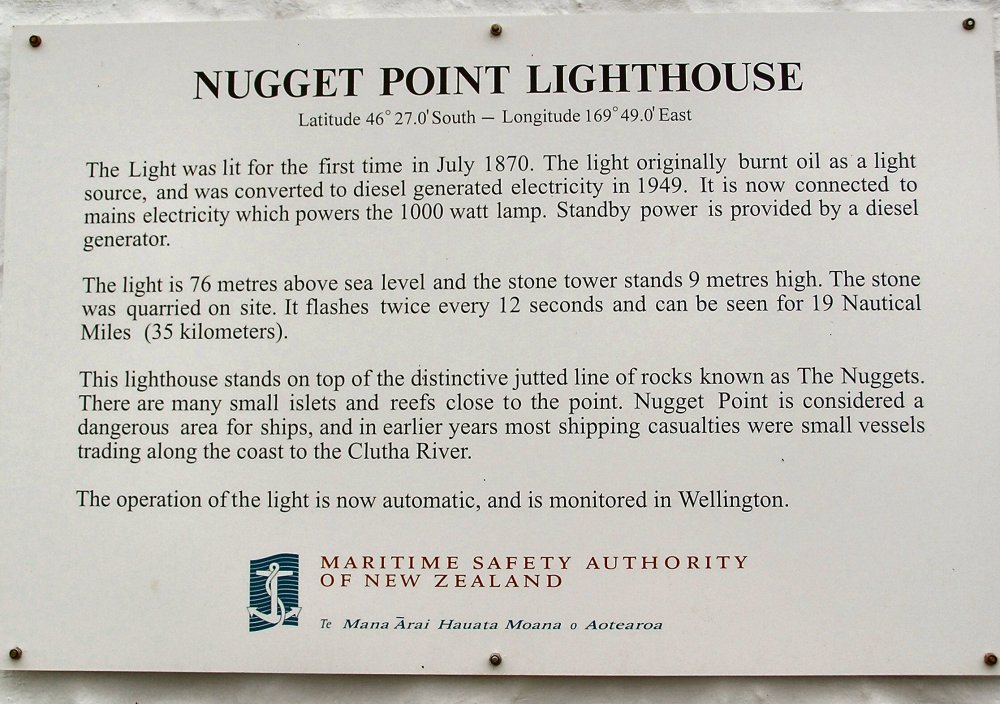 NUGGET POINT LIGHTHOUSE
Latitude 46° 27.0' South – Longitude 169° 49.0' East
The Light was lit for the first time in July 1870. The light originally burnt oil as a light
source, and was converted to diesel generated electricity in 1949. It is now connected to
mains electricity which powers the 1000 watt lamp. Standby power is provided by a diesel
generator.
The light is 76 metres above sea level and the stone tower stands 9 metres high. The stone
was quarried on site. It flashes twice every 12 seconds and can be seen for 19 Nautical
Miles (35 kilometers).
This lighthouse stands on top of the distinctive jutted line of rocks known as The Nuggets.
There are many small islets and reefs close to the point. Nugget Point is considered a
dangerous area for ships, and in earlier years most shipping casualties were small vessels
trading along the coast to the Clutha River.
The operation of the light is now automatic, and is monitored in Wellington.
MARITIME SAFETY AUTHORITY
OF NEW ZEALAND
Te Mana Ārai Hauata Moana o Aotearoa